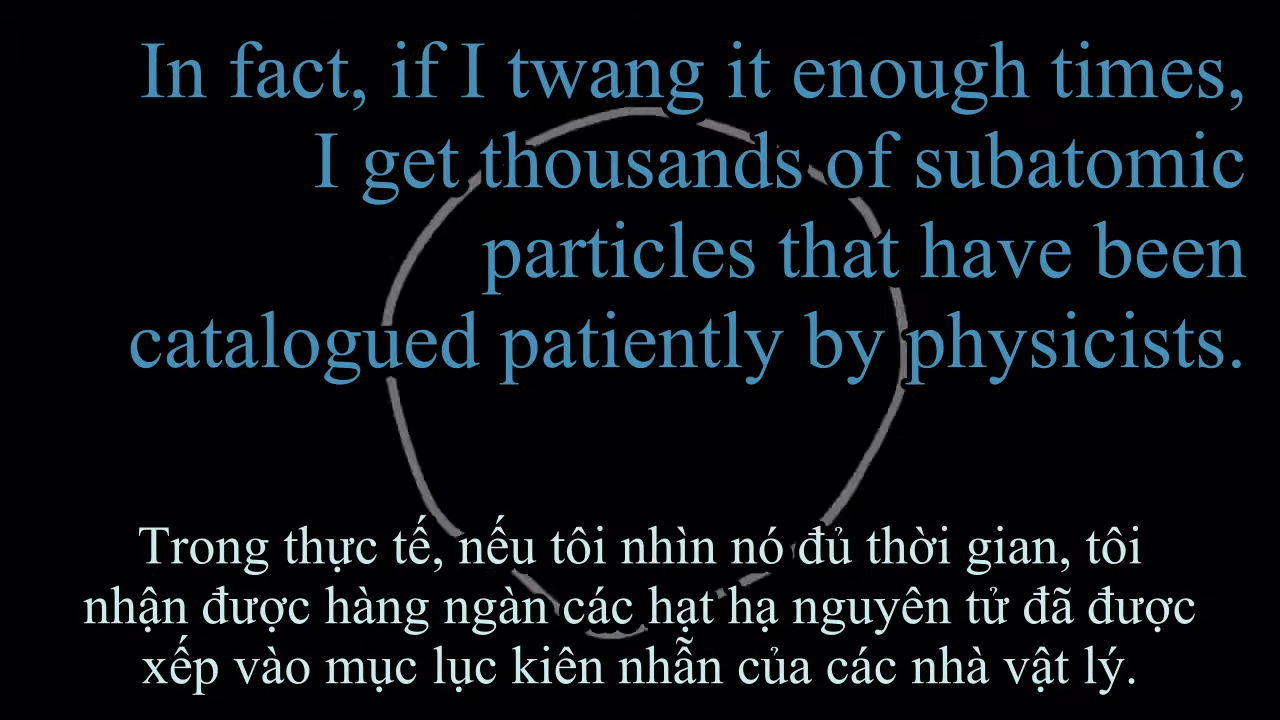 In fact, if I twang it enough times,
I get thousands of subatomic
particles that have been
catalogued patiently by physicists.
Trong thực tế, nếu tôi nhìn nó đủ thời gian, tôi
nhận được hàng ngàn các hạt hạ nguyên tử đã được
xếp vào mục lục kiên nhẫn của các nhà vật lý.